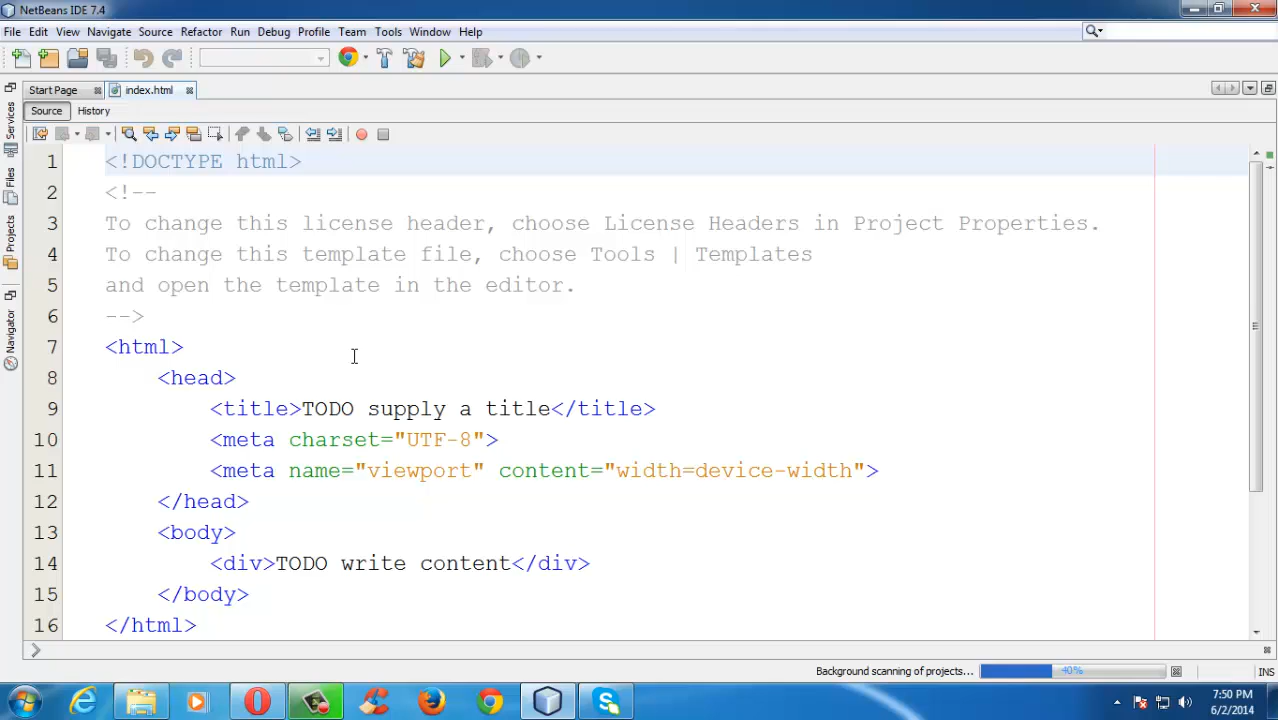 NetBeans IDE 7.4
File Edit View Navigate Source Refactor Run Debug Profile Team Tools Window Help
Start Page index.html
Source History
Services
Files
Projects
Navigator
1 <!DOCTYPE html>
2 <!--
3 To change this license header, choose License Headers in Project Properties.
4 To change this template file, choose Tools | Templates
5 and open the template in the editor.
6 -->
7 <html>
8 <head>
9 <title>TODO supply a title</title>
10 <meta charset="UTF-8">
11 <meta name="viewport" content="width=device-width">
12 </head>
13 <body>
14 <div>TODO write content</div>
15 </body>
16 </html>
Background scanning of projects... 40% INS
7:50 PM
6/2/2014